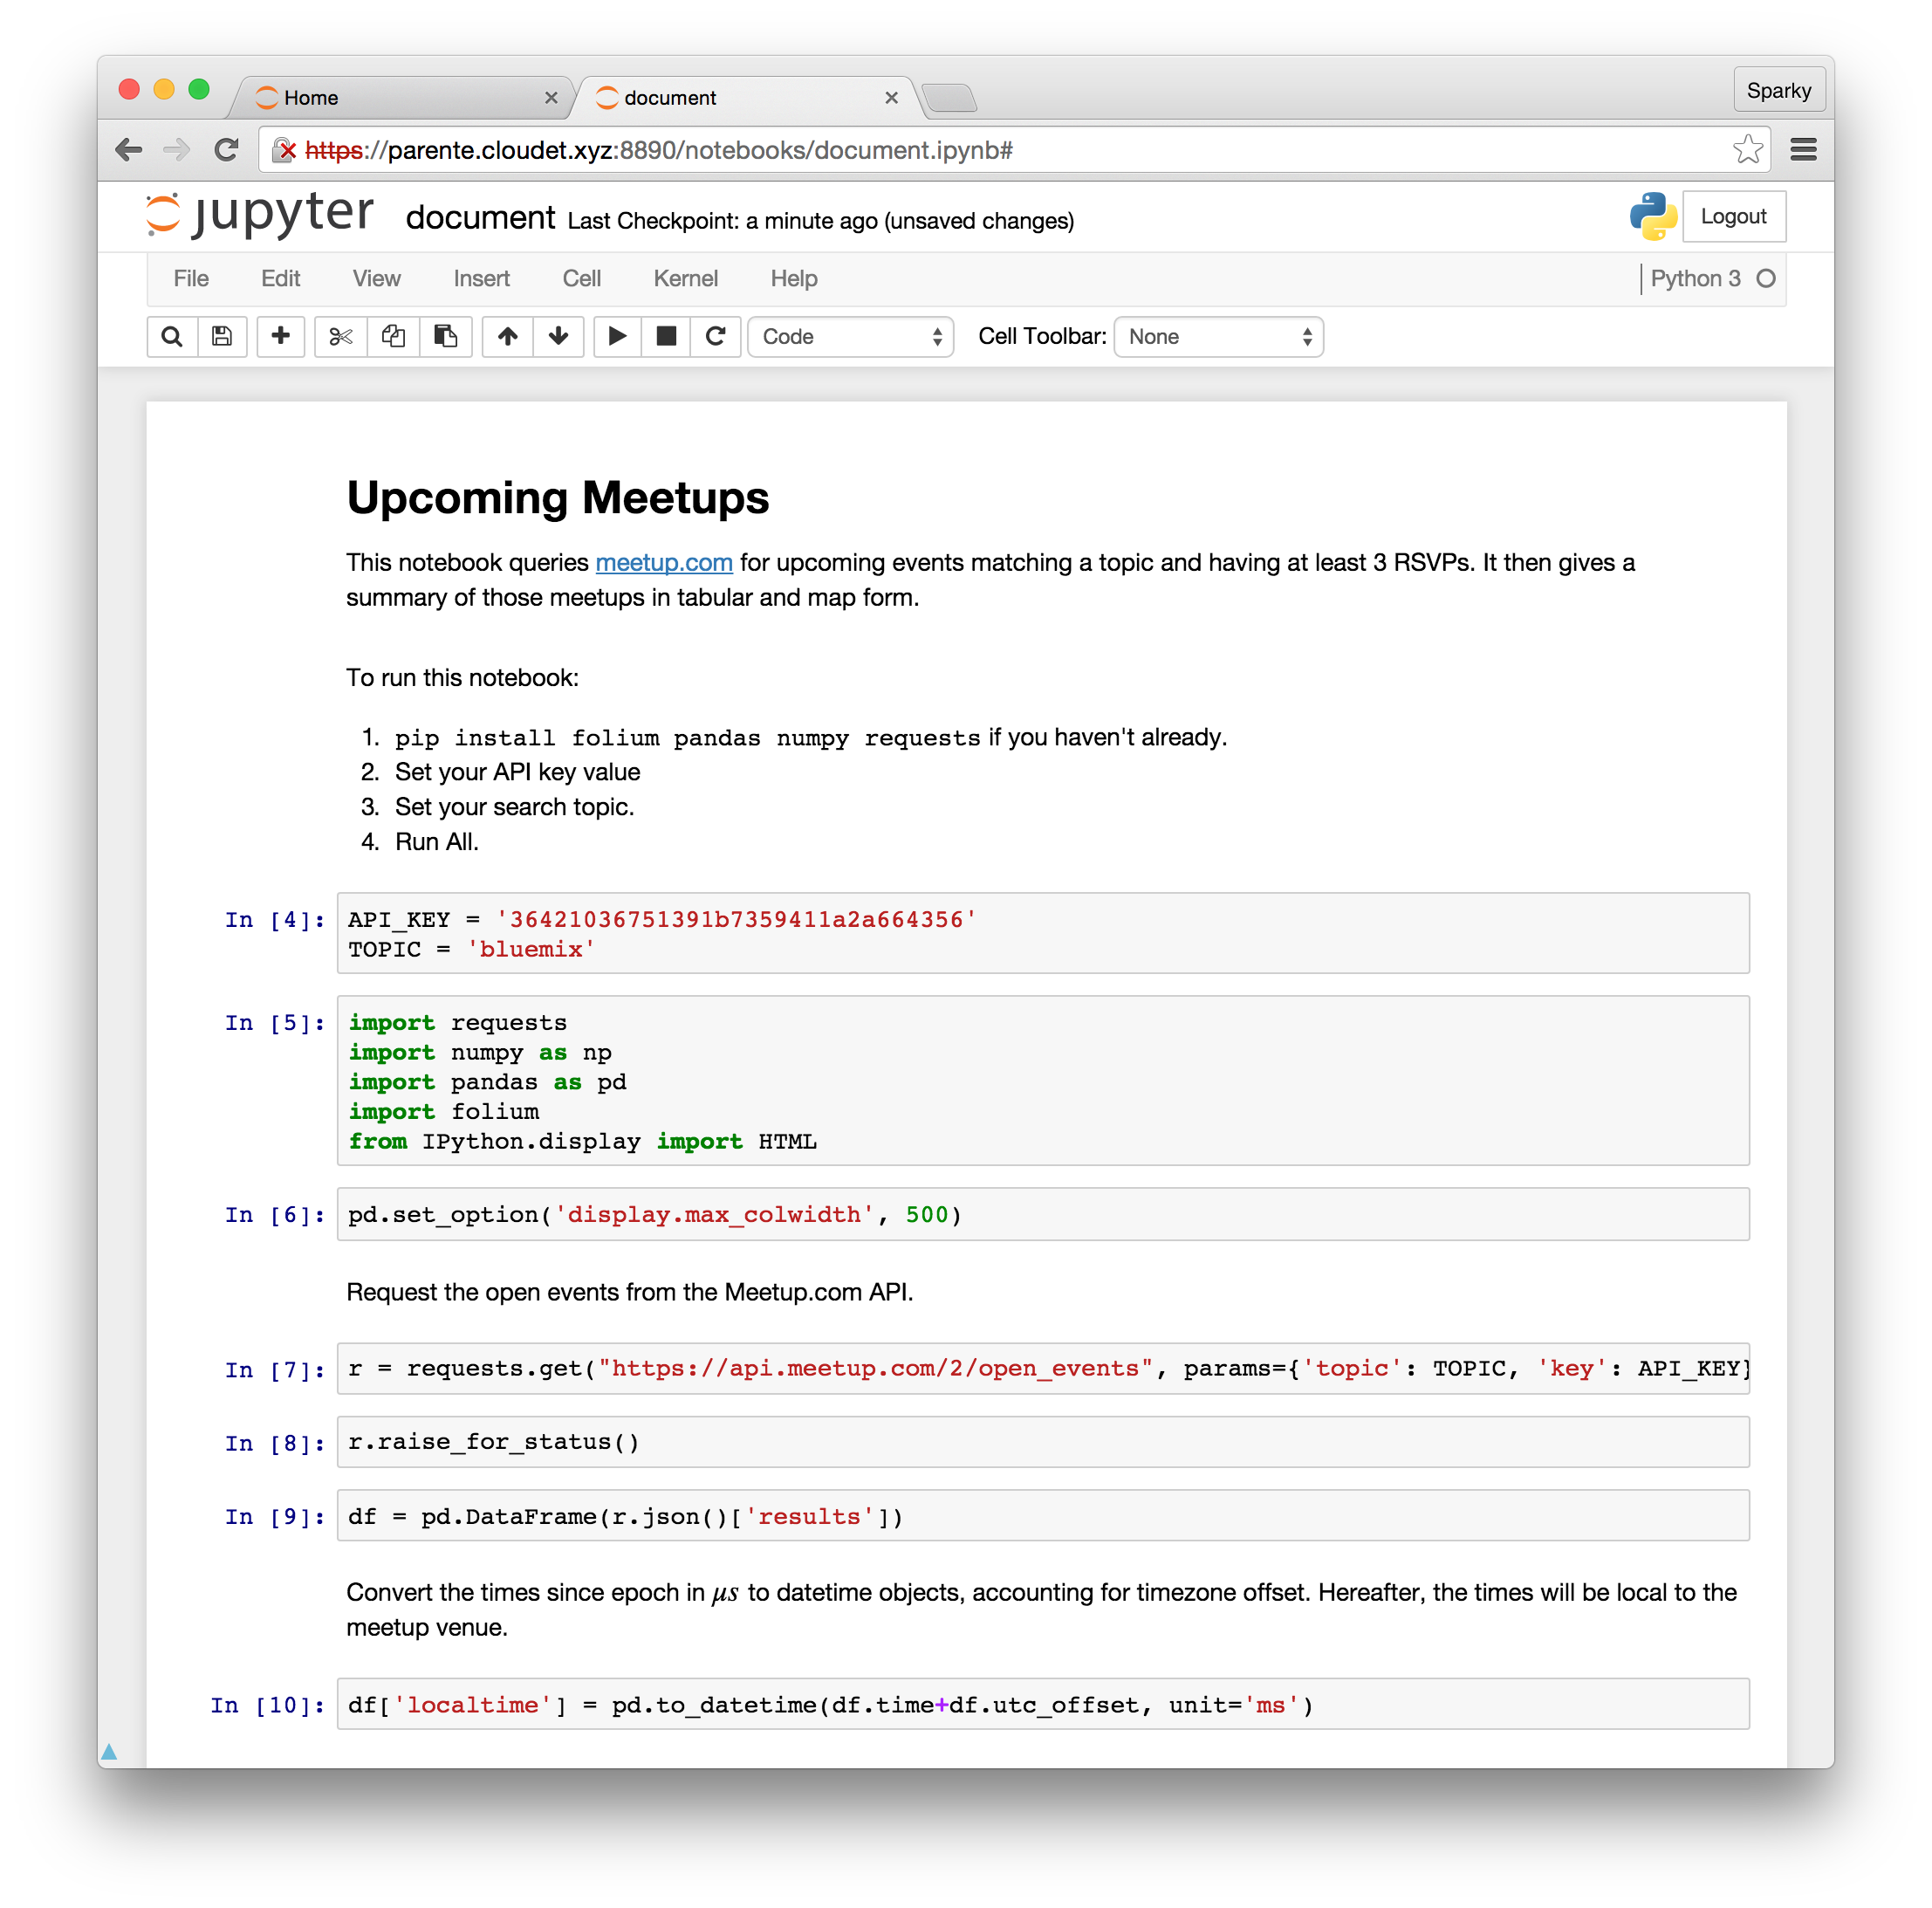 Home
document
Sparky
https://parente.cloudet.xyz:8890/notebooks/document.ipynb#
jupyter document Last Checkpoint: a minute ago (unsaved changes)
Logout
File Edit View Insert Cell Kernel Help
Python 3
Code
Cell Toolbar: None
Upcoming Meetups
This notebook queries meetup.com for upcoming events matching a topic and having at least 3 RSVPs. It then gives a
summary of those meetups in tabular and map form.
To run this notebook:
1. pip install folium pandas numpy requests if you haven't already.
2. Set your API key value
3. Set your search topic.
4. Run All.
In [4]: API_KEY = '36421036751391b7359411a2a664356'
TOPIC = 'bluemix'
In [5]: import requests
import numpy as np
import pandas as pd
import folium
from IPython.display import HTML
In [6]: pd.set_option('display.max_colwidth', 500)
Request the open events from the Meetup.com API.
In [7]: r = requests.get("https://api.meetup.com/2/open_events", params={'topic': TOPIC, 'key': API_KEY}
In [8]: r.raise_for_status()
In [9]: df = pd.DataFrame(r.json()['results'])
Convert the times since epoch in μs to datetime objects, accounting for timezone offset. Hereafter, the times will be local to the
meetup venue.
In [10]: df['localtime'] = pd.to_datetime(df.time+df.utc_offset, unit='ms')